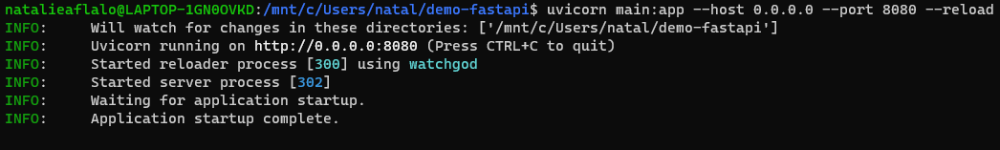 natalieaflalo@LAPTOP-1GN0OVKD:/mnt/c/Users/natal/demo-fastapi$ uvicorn main:app --host 0.0.0.0 --port 8080 --reload
INFO:     Will watch for changes in these directories: ['/mnt/c/Users/natal/demo-fastapi']
INFO:     Uvicorn running on http://0.0.0.0:8080 (Press CTRL+C to quit)
INFO:     Started reloader process [300] using watchgod
INFO:     Started server process [302]
INFO:     Waiting for application startup.
INFO:     Application startup complete.